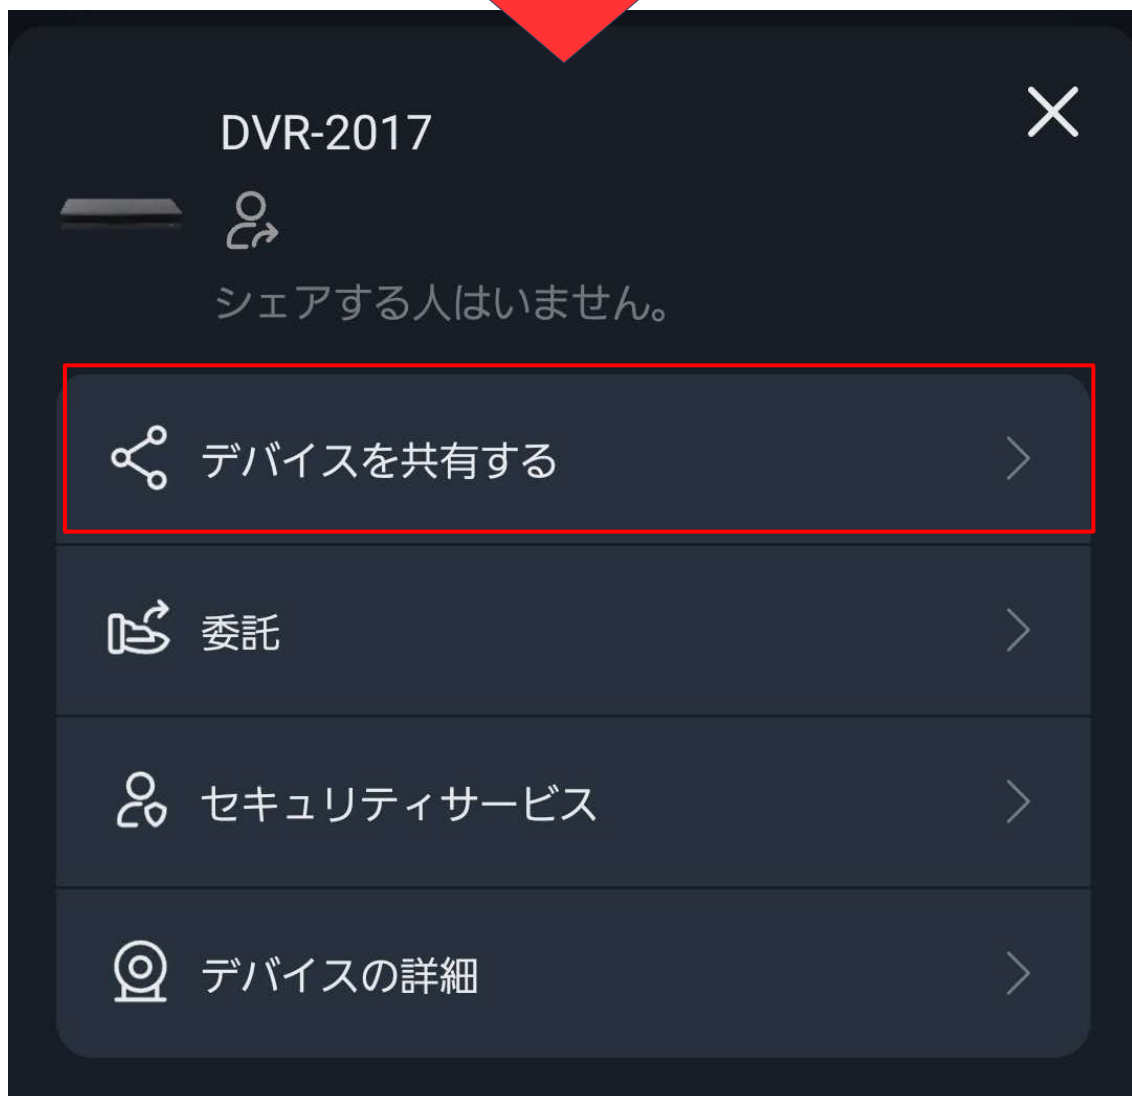 DVR-2017
シェアする人はいません。
デバイスを共有する
委託
セキュリティサービス
デバイスの詳細